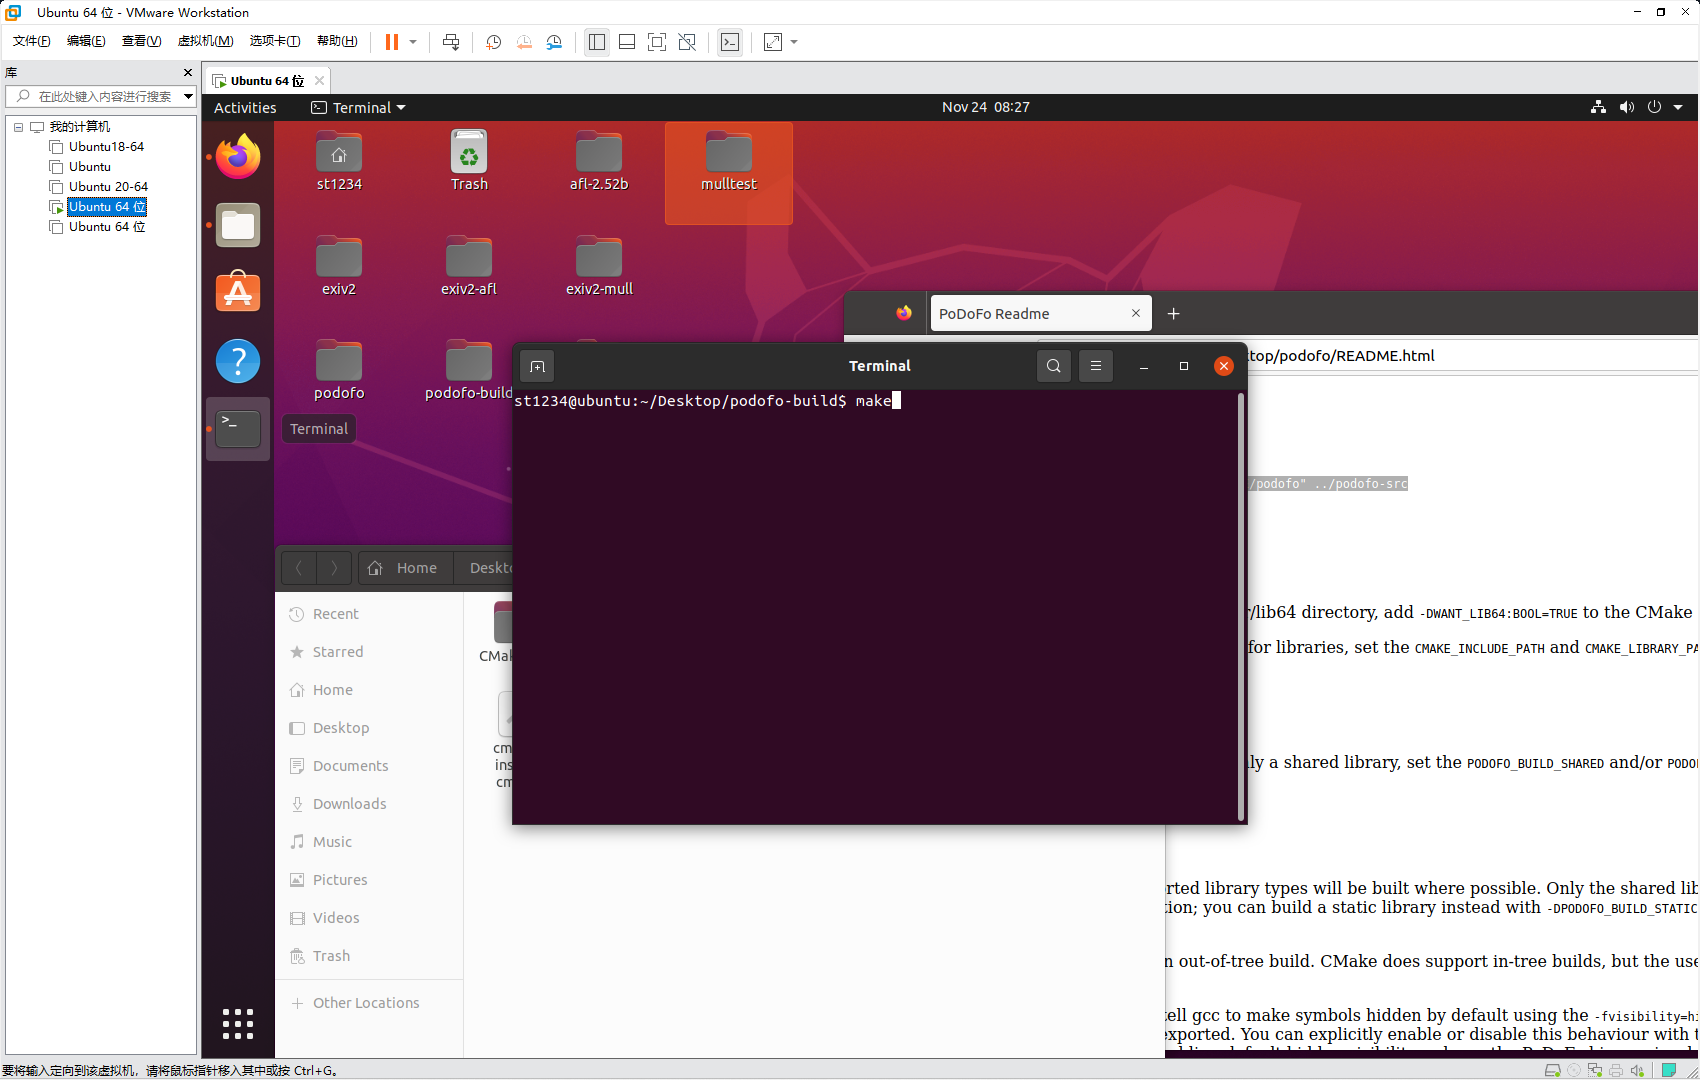 Ubuntu 64 位 - VMware Workstation
文件(F) 编辑(E) 查看(V) 虚拟机(M) 选项卡(T) 帮助(H)
库
在此处键入内容进行搜索
我的计算机
Ubuntu18-64
Ubuntu
Ubuntu 20-64
Ubuntu 64 位
Ubuntu 64 位
Ubuntu 64 位
Activities
Terminal
Nov 24 08:27
st1234
Trash
afl-2.52b
mulltest
exiv2
exiv2-afl
exiv2-mull
podofo
podofo-build
Terminal
PoDoFo Readme
top/podofo/README.html
Terminal
st1234@ubuntu:~/Desktop/podofo-build$ make
/podofo" ../podofo-src
r/lib64 directory, add -DWANT_LIB64:BOOL=TRUE to the CMake
for libraries, set the CMAKE_INCLUDE_PATH and CMAKE_LIBRARY_PA
ly a shared library, set the PODOFO_BUILD_SHARED and/or PODO
rted library types will be built where possible. Only the shared lib
tion; you can build a static library instead with -DPODOFO_BUILD_STATIC
n out-of-tree build. CMake does support in-tree builds, but the use
tell gcc to make symbols hidden by default using the -fvisibility=hi
exported. You can explicitly enable or disable this behaviour with t
Home
Deskto
Recent
Starred
Home
Desktop
Documents
Downloads
Music
Pictures
Videos
Trash
Other Locations
CMak
cm
ins
cm
要将输入定向到该虚拟机，请将鼠标指针移入其中或按 Ctrl+G。